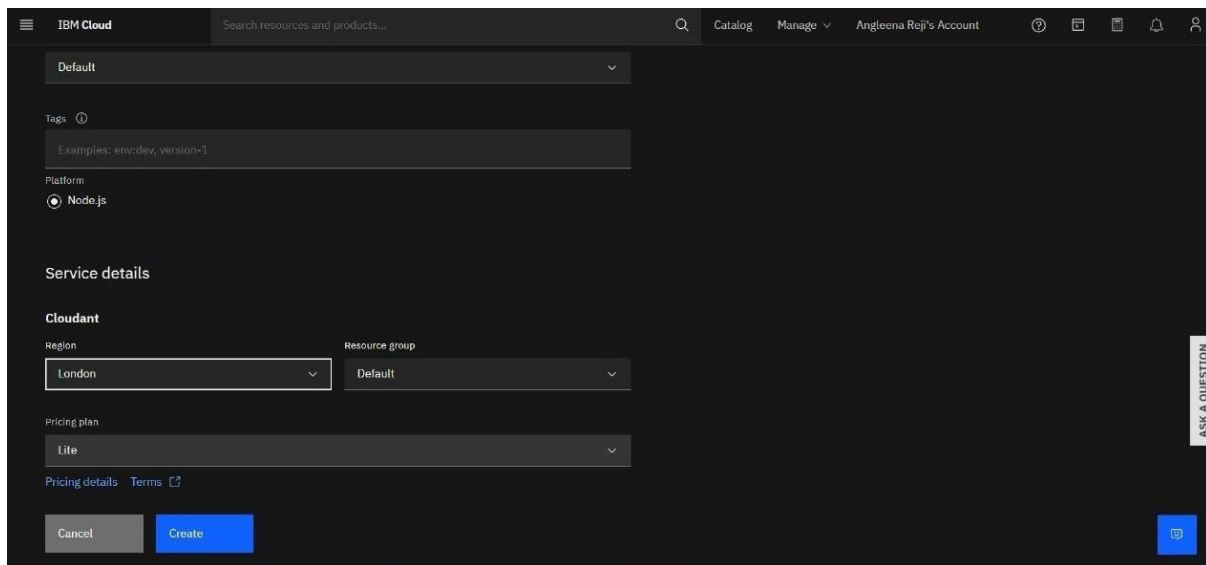 IBM Cloud Search resources and products... Catalog Manage Angleena Reji's Account
Default
Tags
Examples: env:dev, version-1
Platform
Node.js
Service details
Cloudant
Region Resource group
London Default
Pricing plan
Lite
Pricing details Terms
Cancel Create
ASK A QUESTION